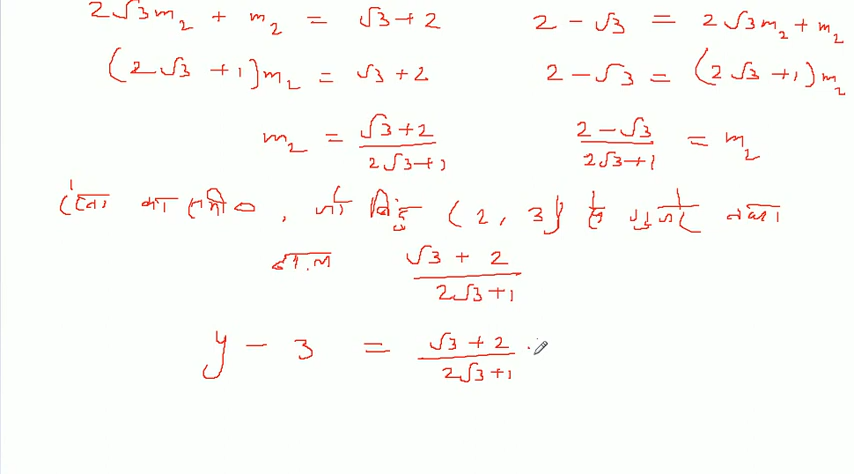 2√3m₂ + m₂ = √3+2    2 - √3 = 2√3m₂ + m₂
(2√3 +1)m₂ = √3 +2    2 - √3 = (2√3 +1)m₂
m₂ = (√3+2)/(2√3+1)    (2-√3)/(2√3+1) = m₂
रेखा का समी०, जो बिंदु (2, 3) से गुजरे तथा
ढाल (√3 + 2)/(2√3+1)
y - 3 = (√3 + 2)/(2√3+1)